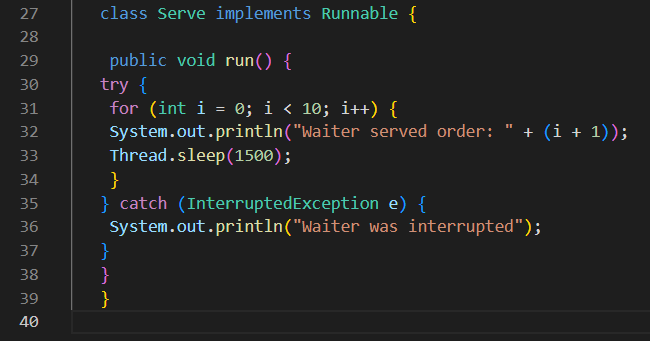 27 class Serve implements Runnable {
28
29 public void run() {
30 try {
31 for (int i = 0; i < 10; i++) {
32 System.out.println("Waiter served order: " + (i + 1));
33 Thread.sleep(1500);
34 }
35 } catch (InterruptedException e) {
36 System.out.println("Waiter was interrupted");
37 }
38 }
39 }
40